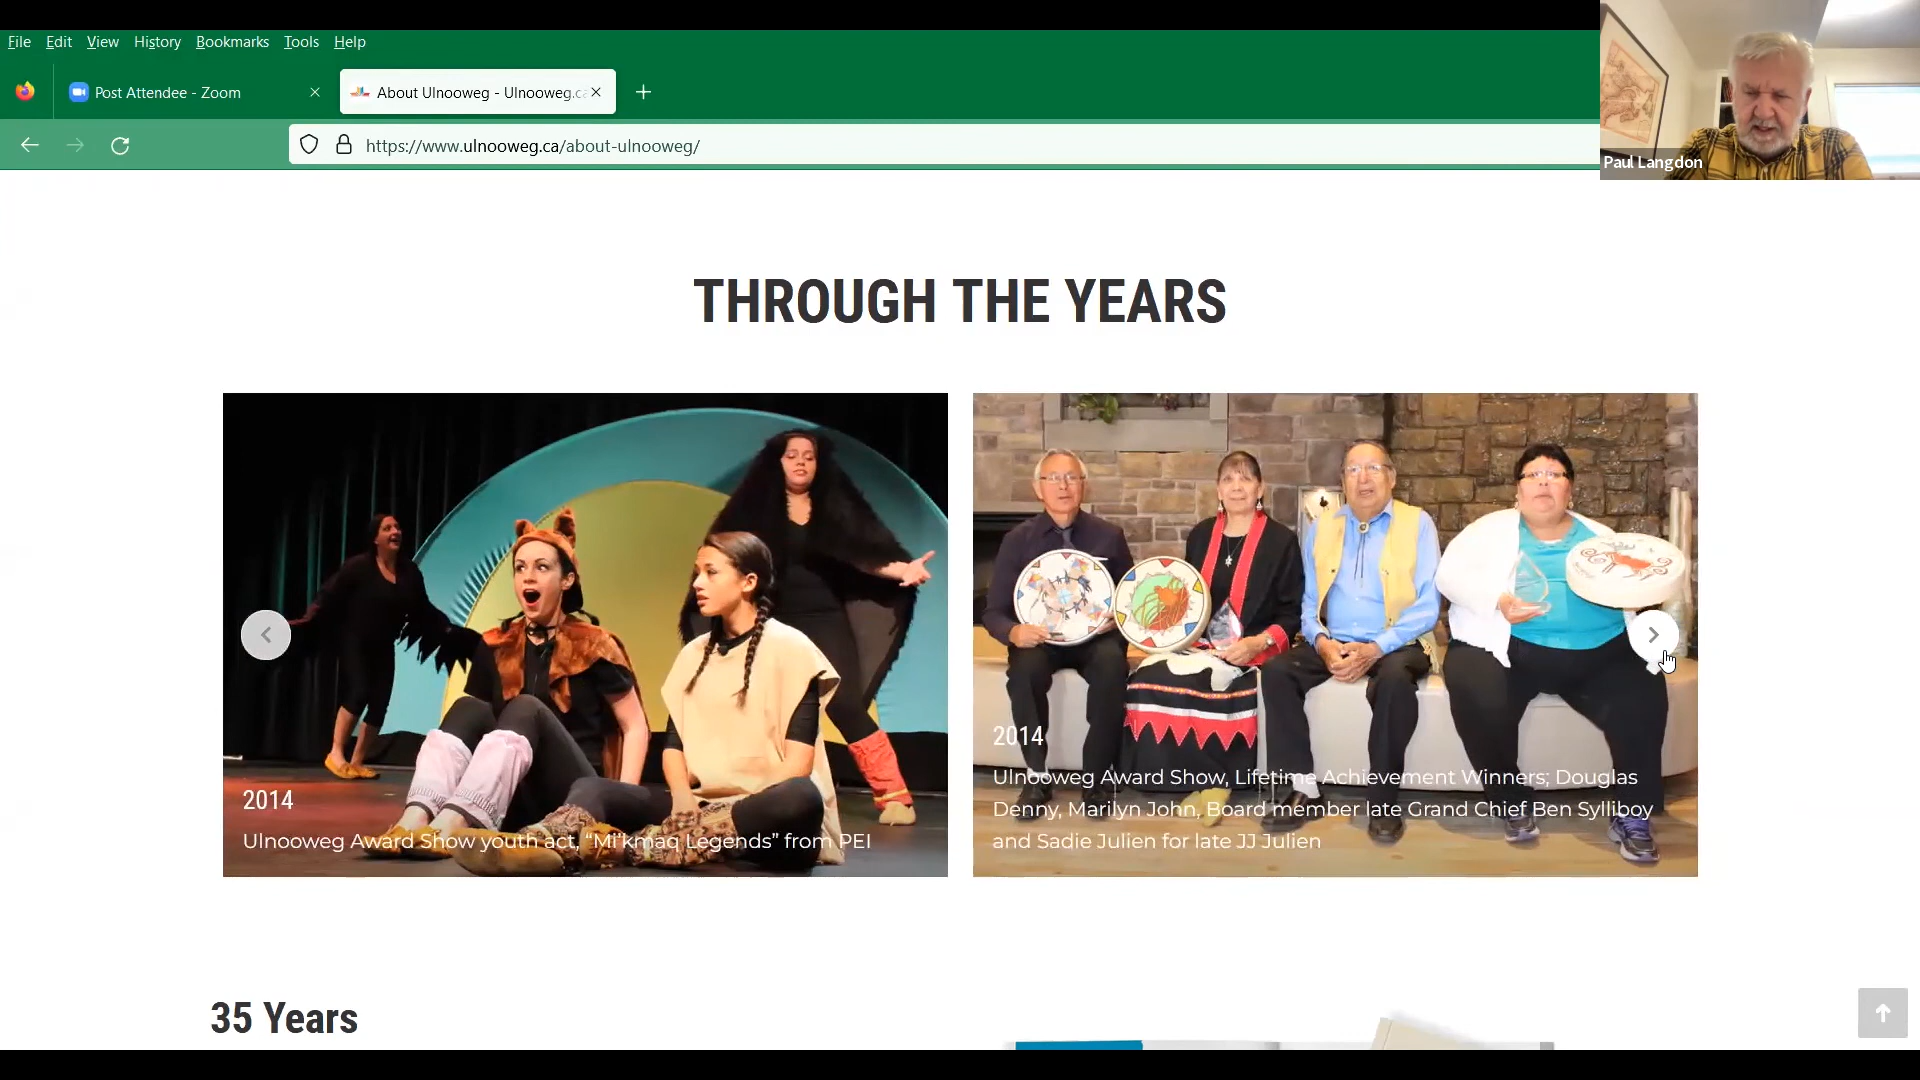 File Edit View History Bookmarks Tools Help
Post Attendee - Zoom
About Ulnooweg - Ulnooweg.ca
https://www.ulnooweg.ca/about-ulnooweg/
Paul Langdon
THROUGH THE YEARS
2014
Ulnooweg Award Show youth act, “Mi’kmaq Legends” from PEI
2014
Ulnooweg Award Show, Lifetime Achievement Winners; Douglas
Denny, Marilyn John, Board member late Grand Chief Ben Sylliboy
and Sadie Julien for late JJ Julien
35 Years